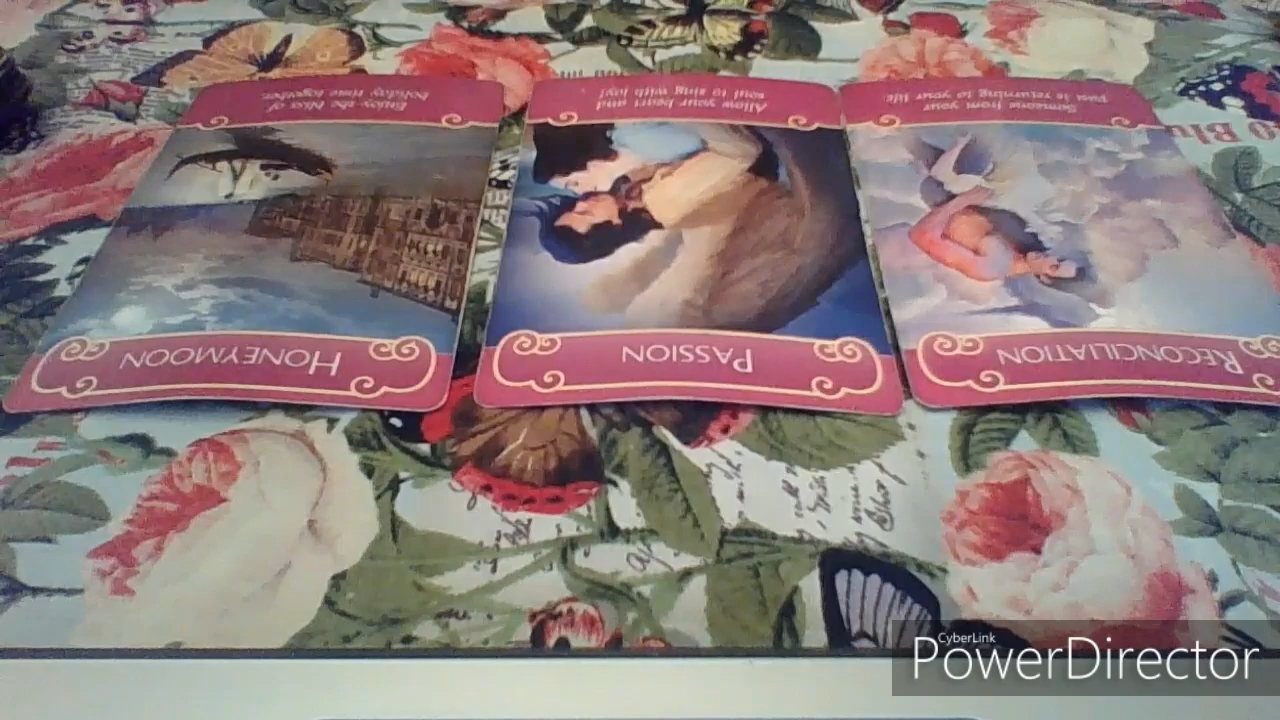 Enjoy the bliss of
holiday time together.
HONEYMOON
Allow your heart and
soul to sing with joy!
PASSION
Someone from your
past is returning to your life.
RECONCILIATION
CyberLink
PowerDirector